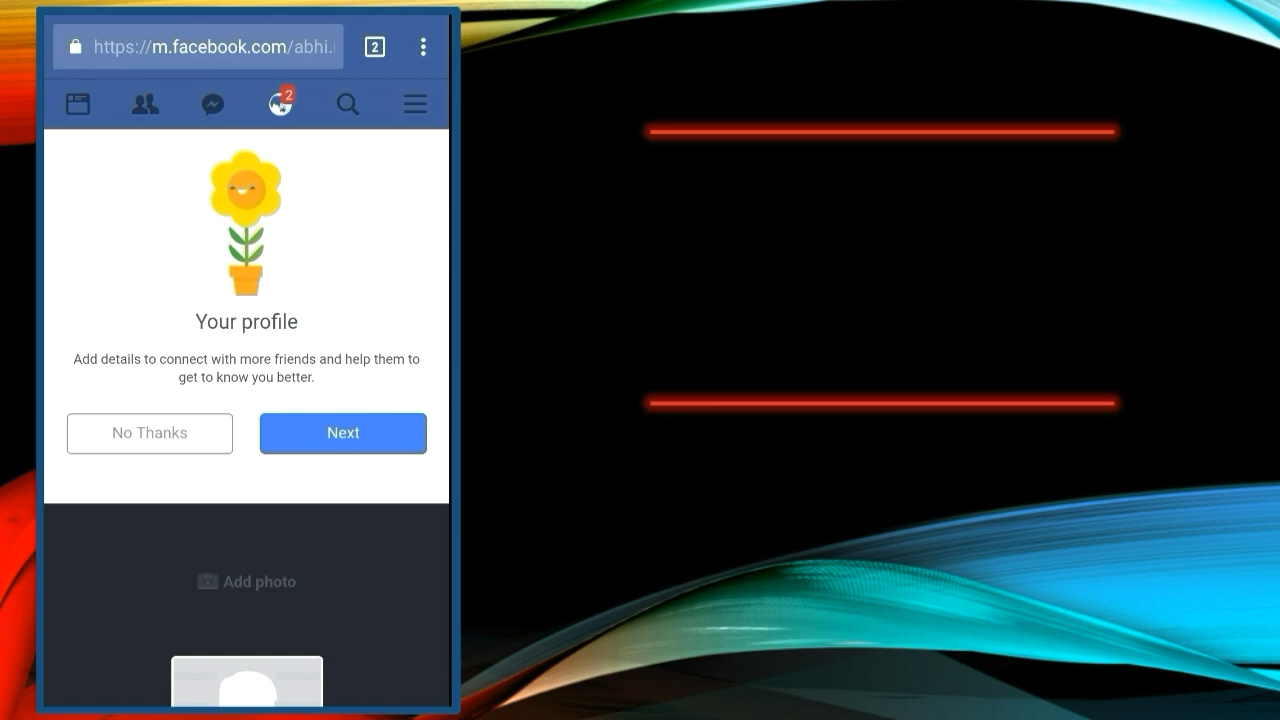 https://m.facebook.com/abhi.
2
2
Your profile
Add details to connect with more friends and help them to
get to know you better.
No Thanks
Next
Add photo